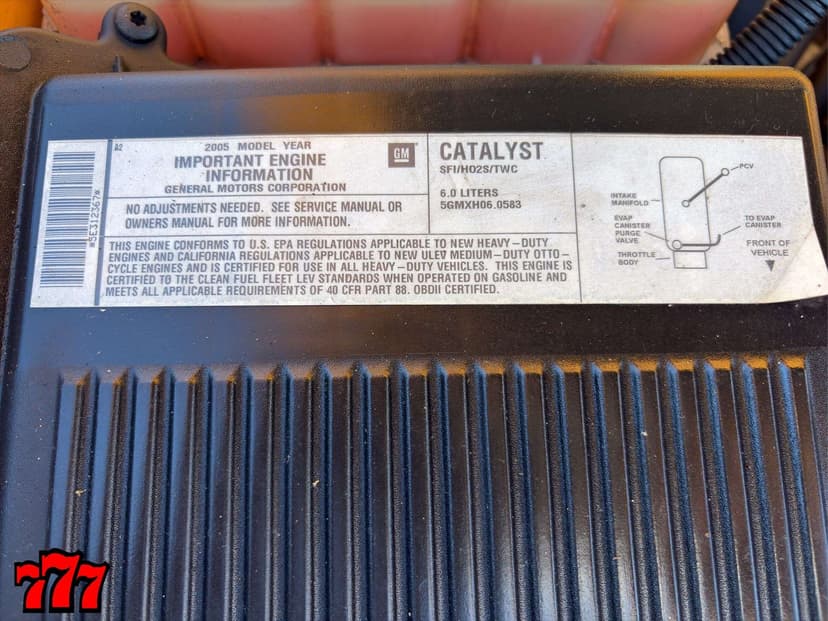 *5E312367*
A2
2005 MODEL YEAR
IMPORTANT ENGINE
INFORMATION
GENERAL MOTORS CORPORATION
GM
NO ADJUSTMENTS NEEDED. SEE SERVICE MANUAL OR
OWNERS MANUAL FOR MORE INFORMATION.
CATALYST
SFI/HO2S/TWC
6.0 LITERS
5GMXH06.0583
THIS ENGINE CONFORMS TO U.S. EPA REGULATIONS APPLICABLE TO NEW HEAVY-DUTY
ENGINES AND CALIFORNIA REGULATIONS APPLICABLE TO NEW ULEV MEDIUM-DUTY OTTO-
CYCLE ENGINES AND IS CERTIFIED FOR USE IN ALL HEAVY-DUTY VEHICLES. THIS ENGINE IS
CERTIFIED TO THE CLEAN FUEL FLEET LEV STANDARDS WHEN OPERATED ON GASOLINE AND
MEETS ALL APPLICABLE REQUIREMENTS OF 40 CFR PART 88. OBDII CERTIFIED.
PCV
INTAKE
MANIFOLD
EVAP
CANISTER
PURGE
VALVE
THROTTLE
BODY
TO EVAP
CANISTER
FRONT OF
VEHICLE
777